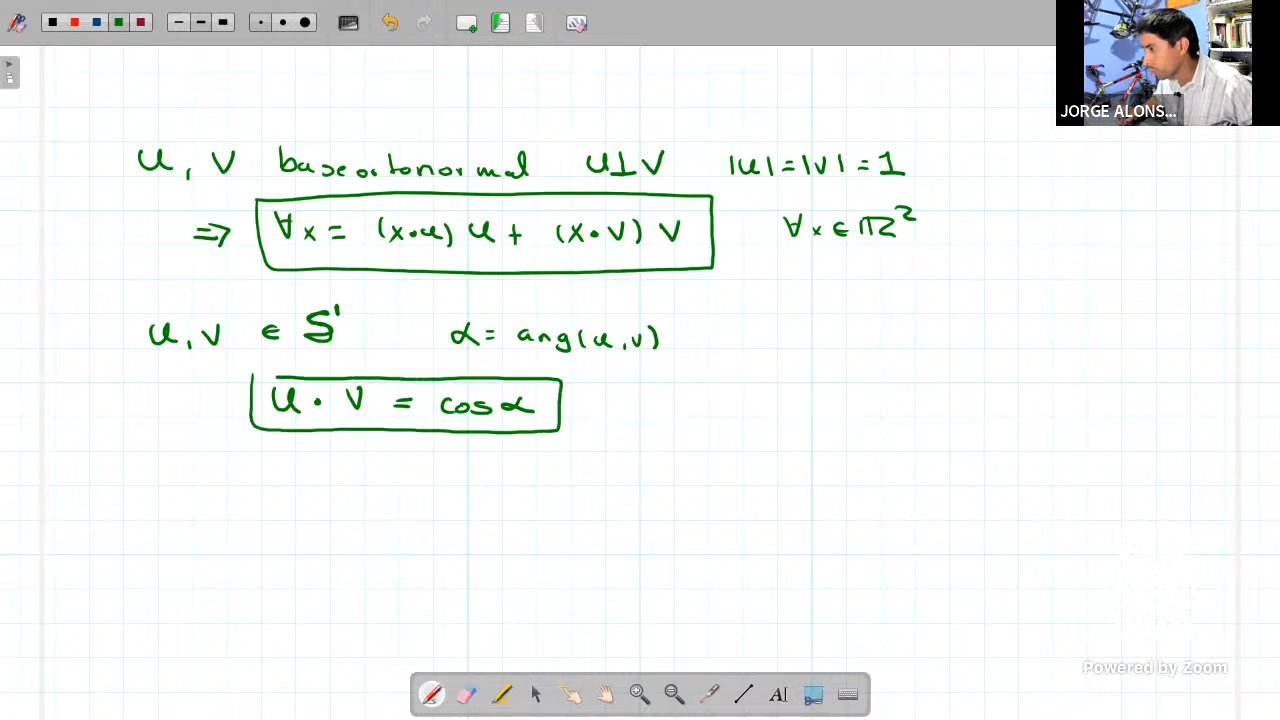 JORGE ALONS...
u, v base ortonormal u⊥v |u|=|v|=1
⇒ ∀x = (x·u) u + (x·v) v ∀x∈ℝ²
u, v ∈ S¹ α = ang(u,v)
u · v = cos α
Powered by Zoom